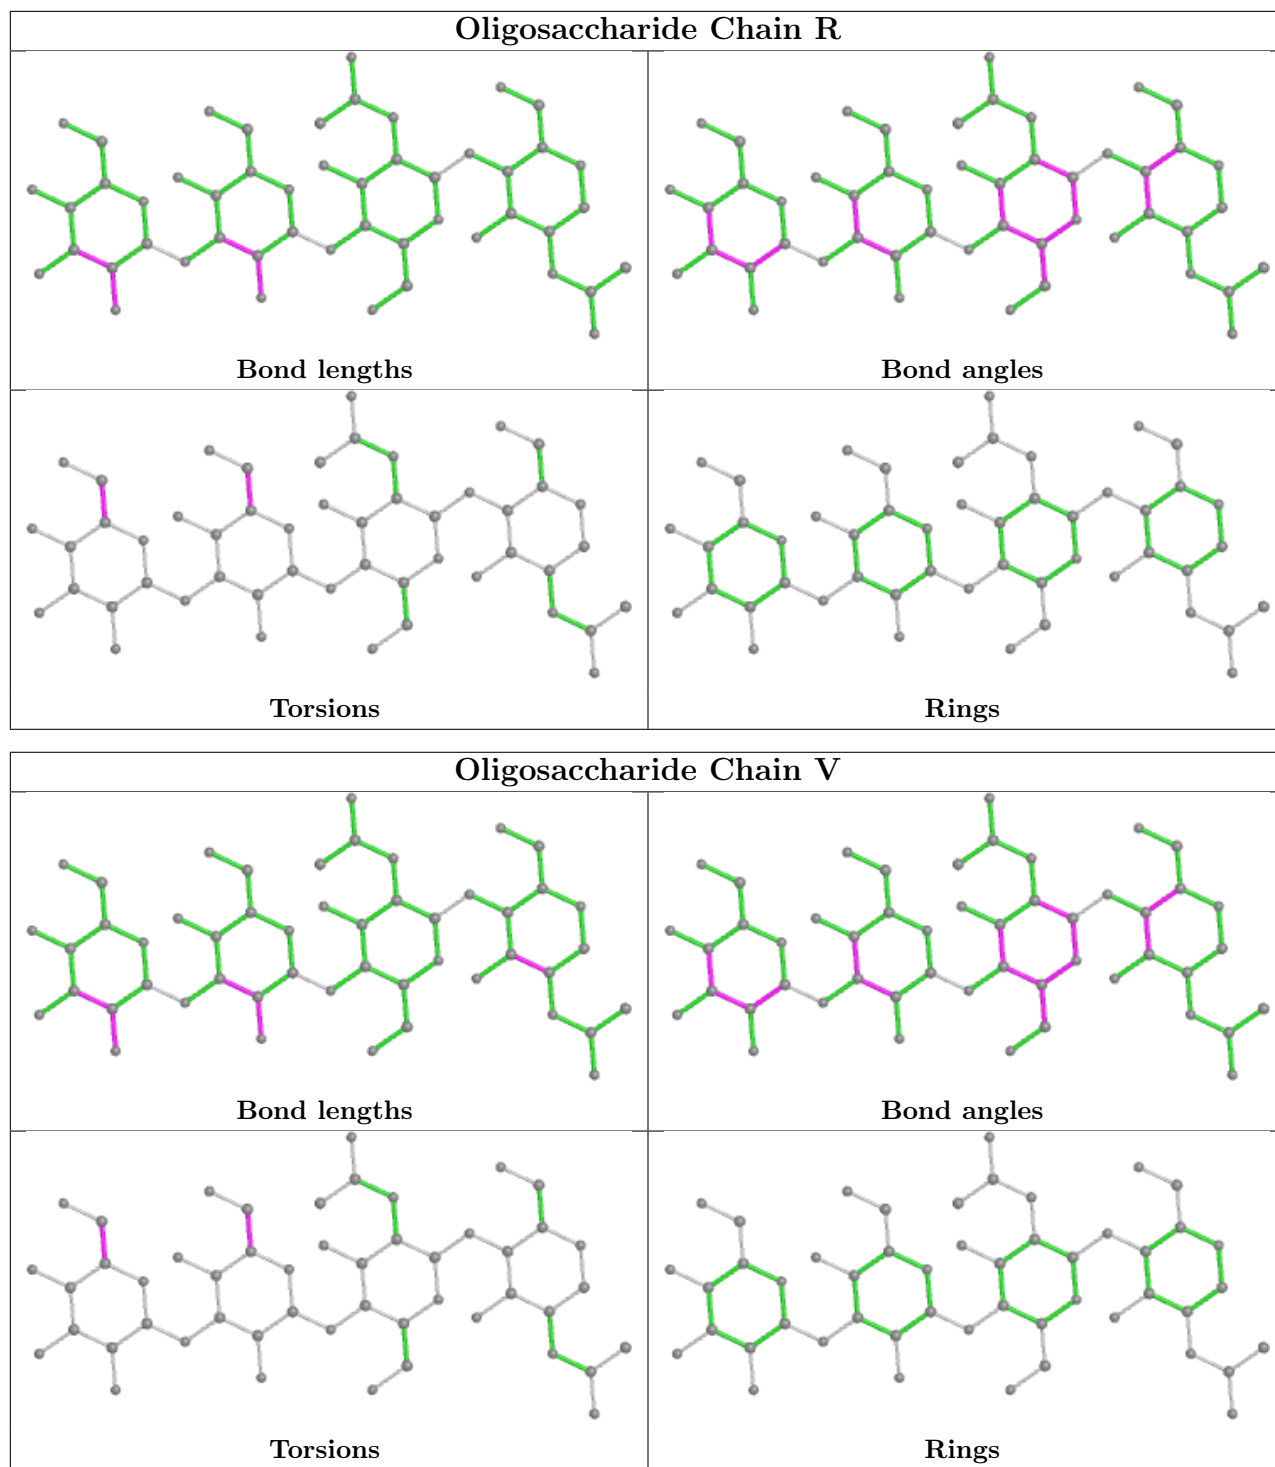 Oligosaccharide Chain R
Bond lengths
Bond angles
Torsions
Rings
Oligosaccharide Chain V
Bond lengths
Bond angles
Torsions
Rings